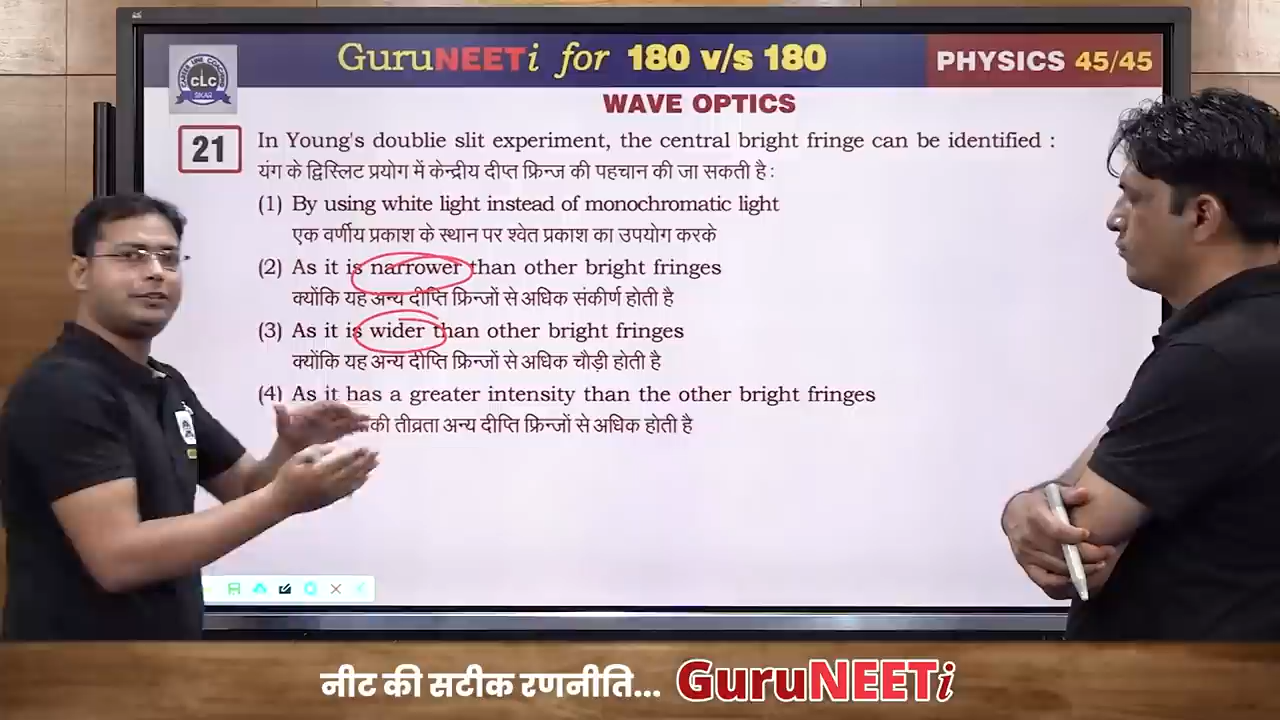 GuruNEETi for 180 v/s 180
PHYSICS 45/45
CLC
SIKAR
WAVE OPTICS
21
In Young's doublie slit experiment, the central bright fringe can be identified :
यंग के द्विस्लिट प्रयोग में केन्द्रीय दीप्त फ्रिन्ज की पहचान की जा सकती है :
(1) By using white light instead of monochromatic light
एक वर्णीय प्रकाश के स्थान पर श्वेत प्रकाश का उपयोग करके
(2) As it is narrower than other bright fringes
क्योंकि यह अन्य दीप्ति फ्रिन्जों से अधिक संकीर्ण होती है
(3) As it is wider than other bright fringes
क्योंकि यह अन्य दीप्ति फ्रिन्जों से अधिक चौड़ी होती है
(4) As it has a greater intensity than the other bright fringes
की तीव्रता अन्य दीप्ति फ्रिन्जों से अधिक होती है
नीट की सटीक रणनीति... GuruNEETi